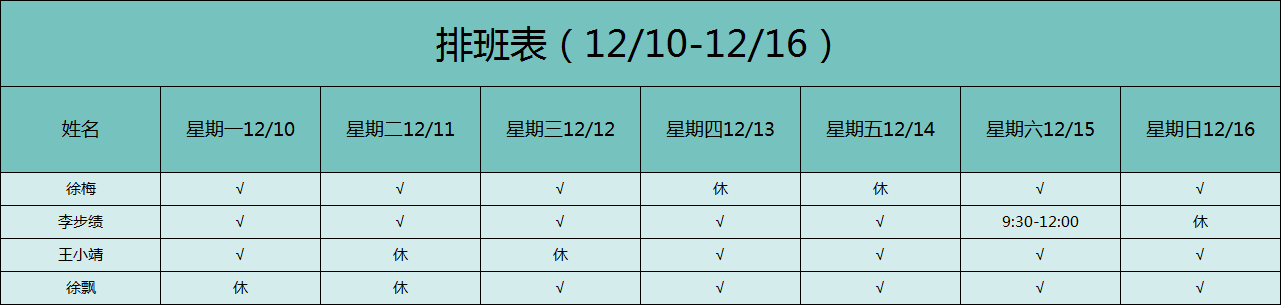 排班表（12/10-12/16）
姓名 星期一12/10 星期二12/11 星期三12/12 星期四12/13 星期五12/14 星期六12/15 星期日12/16
徐梅 √ √ √ 休 休 √ √
李步绩 √ √ √ √ √ 9:30-12:00 休
王小靖 √ 休 休 √ √ √ √
徐飘 休 休 √ √ √ √ √